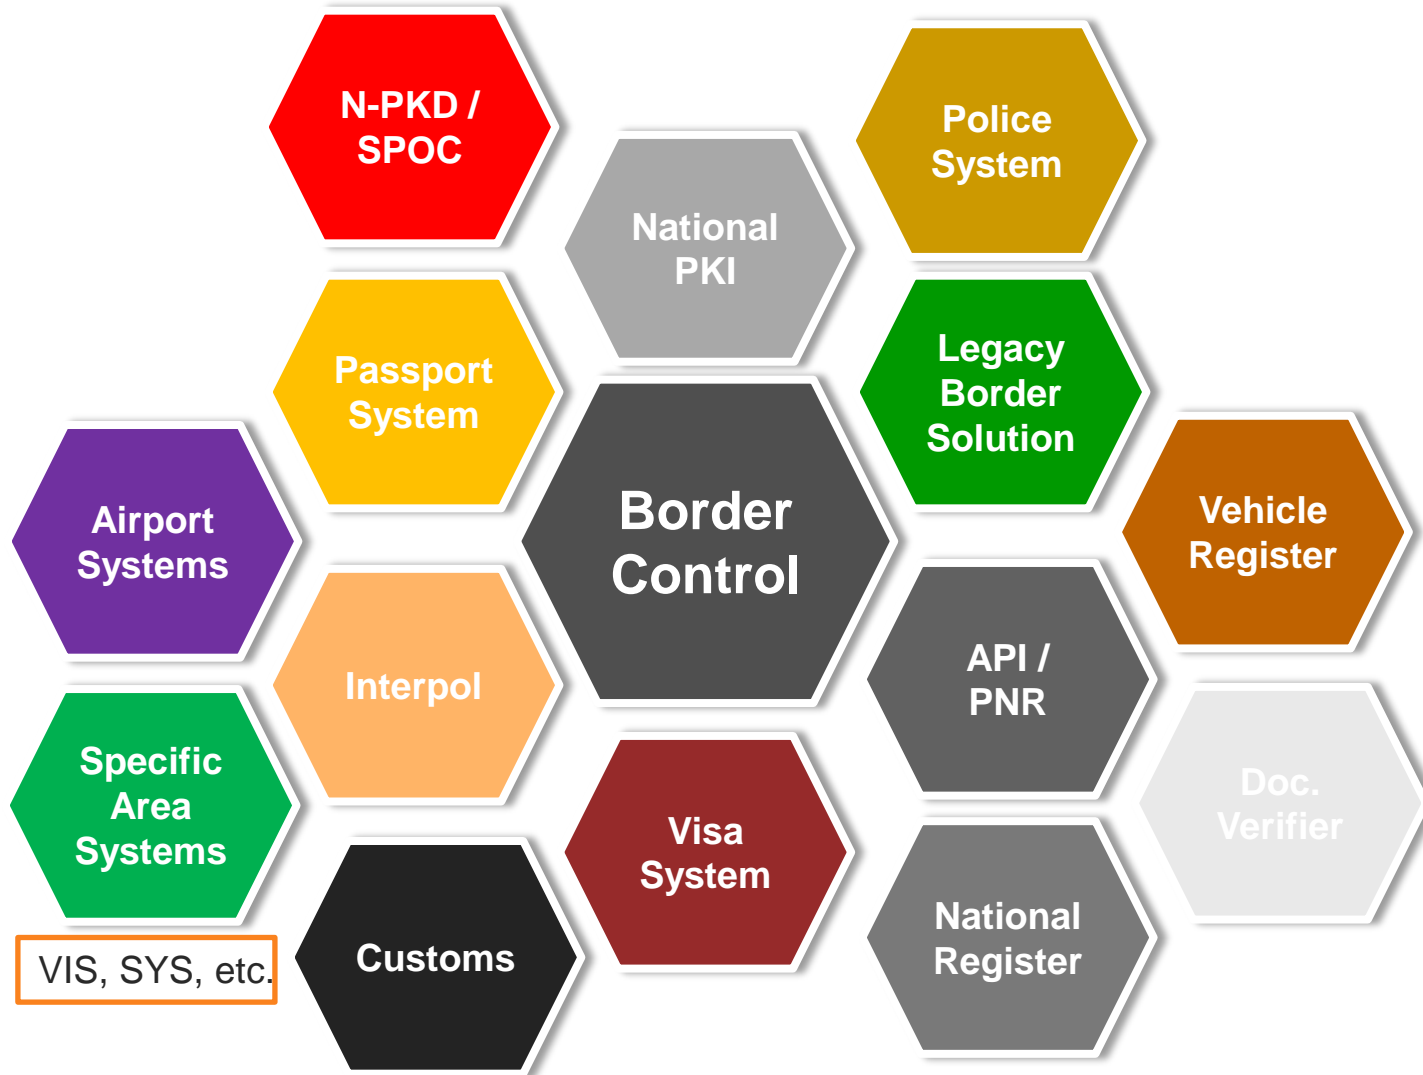 N-PKD /
SPOC
National
PKI
Police
System
Passport
System
Legacy
Border
Solution
Airport
Systems
Border
Control
Vehicle
Register
Interpol
API /
PNR
Specific
Area
Systems
Visa
System
Doc.
Verifier
VIS, SYS, etc.
Customs
National
Register